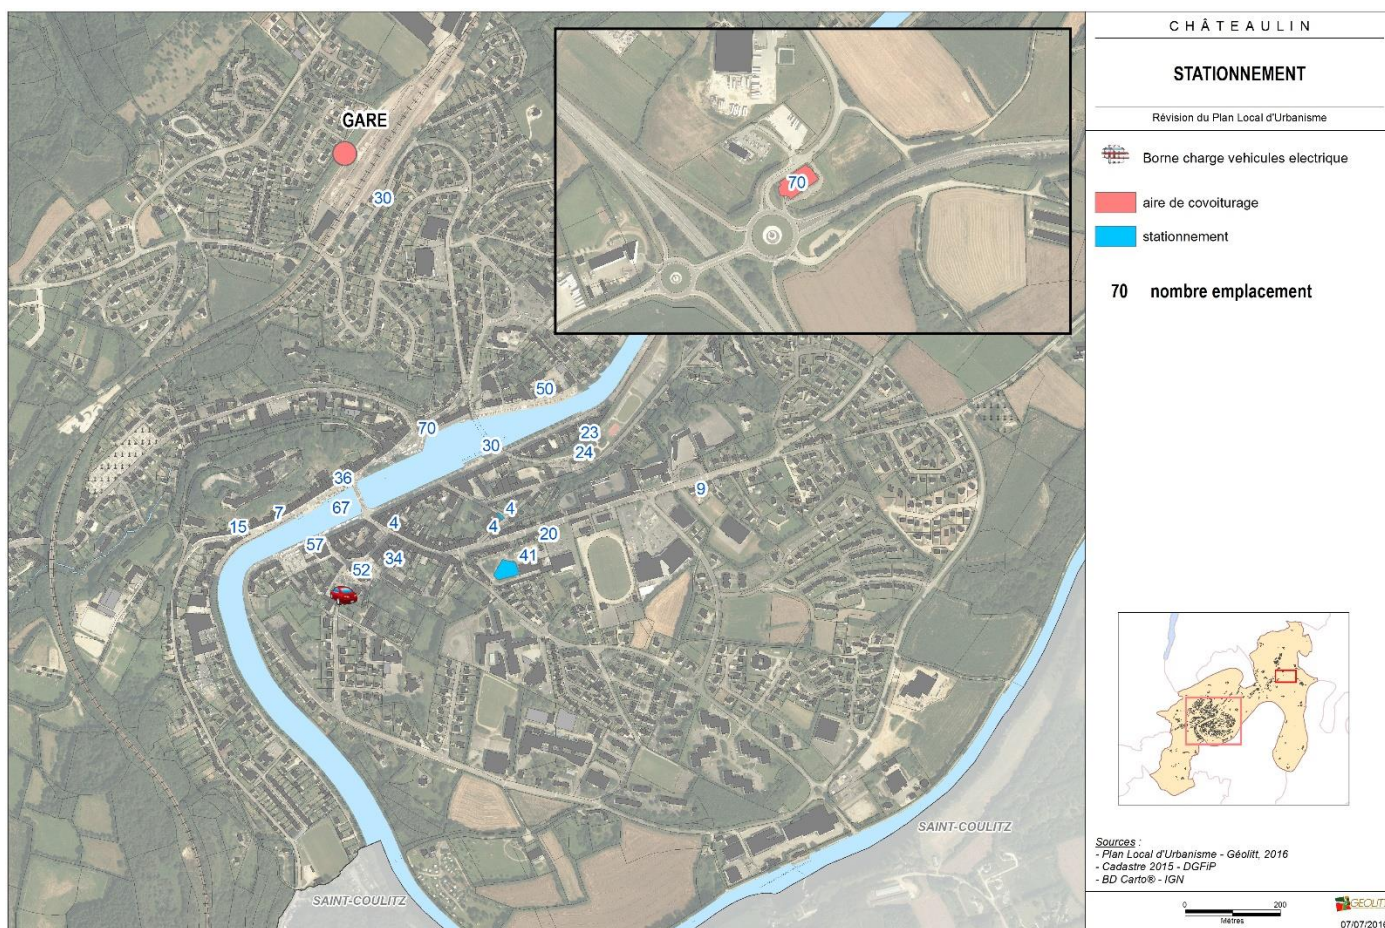 CHÂTEAULIN
STATIONNEMENT
Révision du Plan Local d'Urbanisme
Borne charge vehicules electrique
aire de covoiturage
stationnement
70 nombre emplacement
GARE
30
70
50
70
30
23
24
36
9
67
4
4
7
15
4
20
57
34
41
52
SAINT-COULITZ
SAINT-COULITZ
Sources :
- Plan Local d'Urbanisme - Géolitt, 2016
- Cadastre 2015 - DGFiP
- BD Carto® - IGN
0 200
Mètres
GEOLITT
07/07/2016